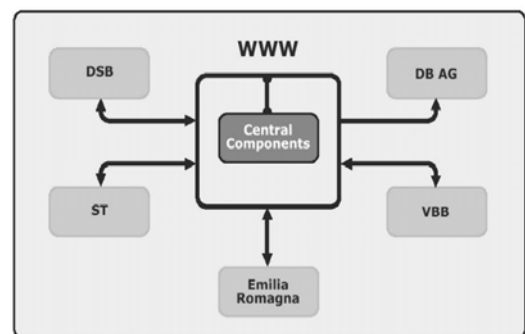 WWW
DSB
DB AG
Central
Components
ST
VBB
Emilia
Romagna